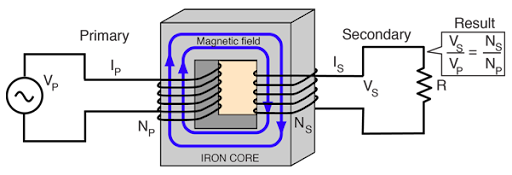 Primary
Magnetic field
Secondary
Result
V_S / V_P = N_S / N_P
V_P
I_P
I_S
V_S
R
N_P
N_S
IRON CORE